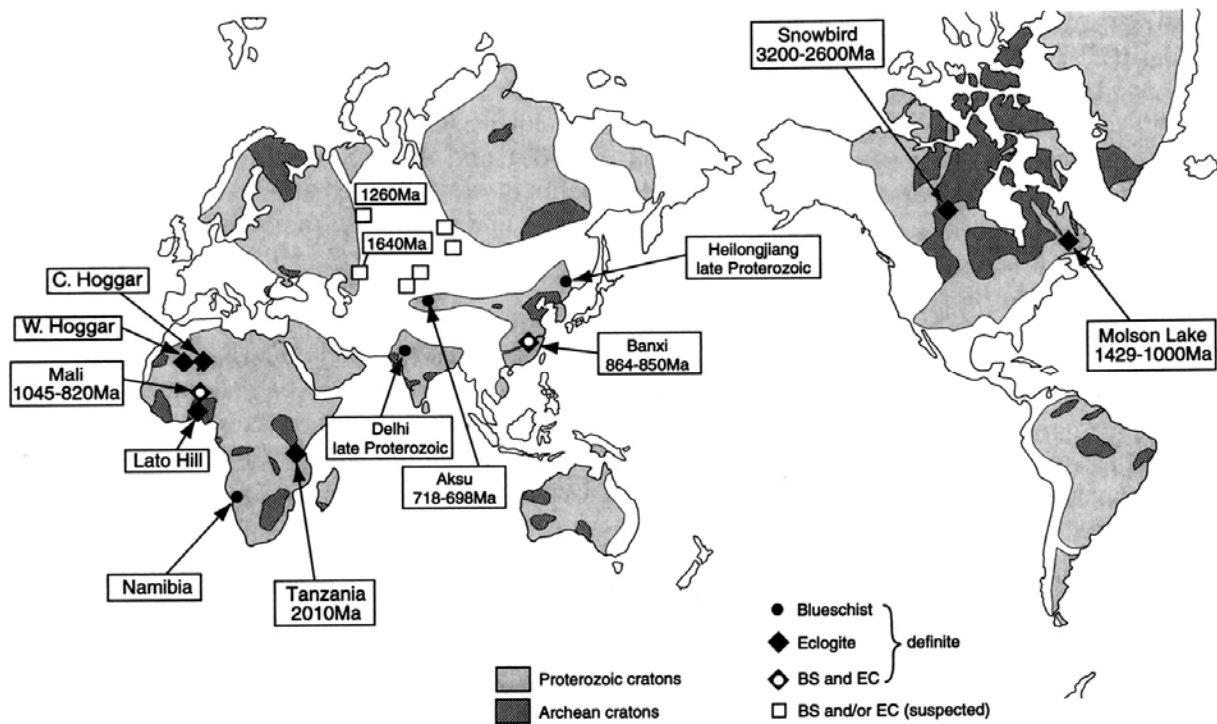 Snowbird
3200-2600Ma
1260Ma
1640Ma
Heilongjiang
late Proterozoic
C. Hoggar
W. Hoggar
Mali
1045-820Ma
Banxi
864-850Ma
Molson Lake
1429-1000Ma
Lato Hill
Delhi
late Proterozoic
Aksu
718-698Ma
Namibia
Tanzania
2010Ma
Blueschist
Eclogite
definite
BS and EC
BS and/or EC (suspected)
Proterozoic cratons
Archean cratons